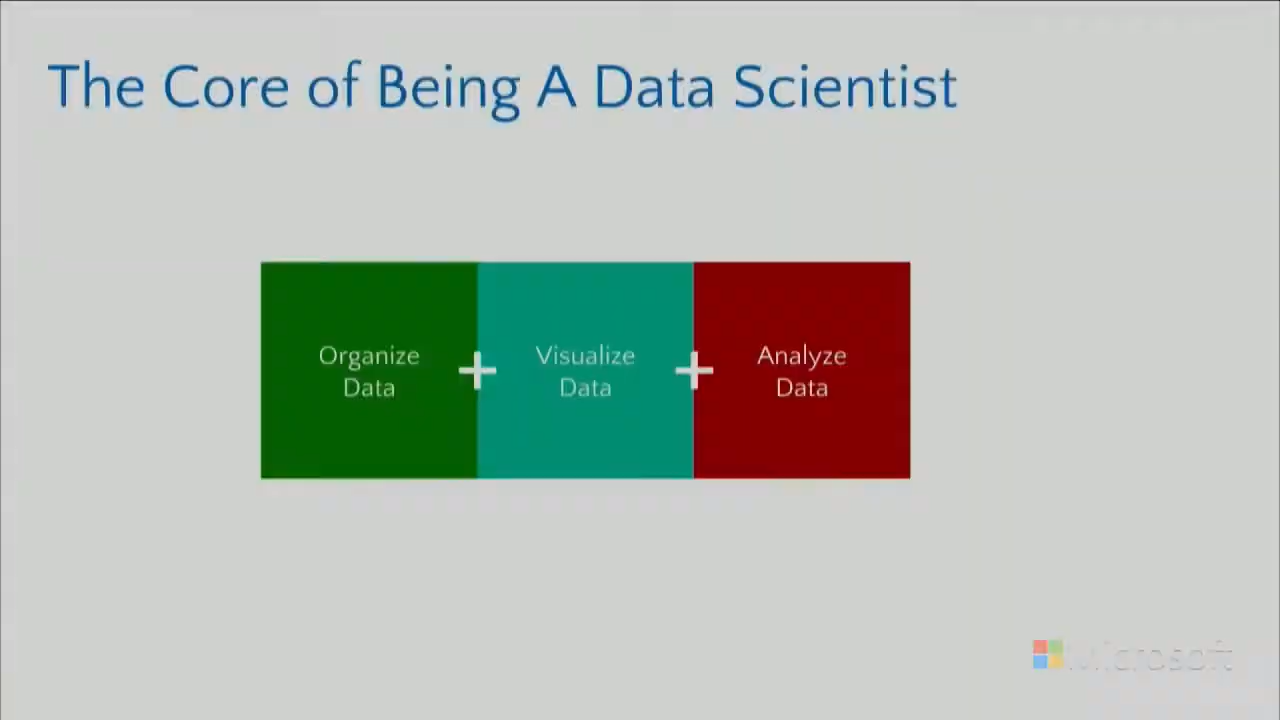 The Core of Being A Data Scientist
Organize
Data
+
Visualize
Data
+
Analyze
Data
Microsoft